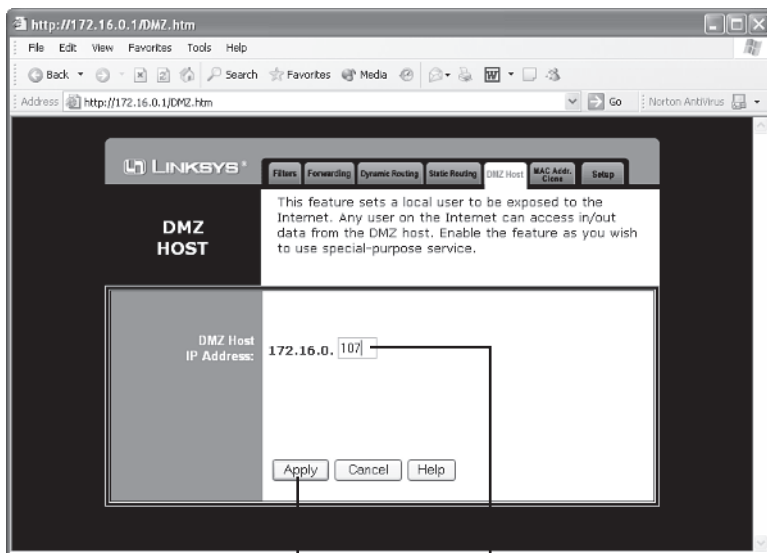 http://172.16.0.1/DMZ.htm
File Edit View Favorites Tools Help
Back Search Favorites Media
Address http://172.16.0.1/DMZ.htm Go Norton AntiVirus
LINKSYS®
Filters Forwarding Dynamic Routing Static Routing DMZ Host MAC Addr. Clone Setup
DMZ
HOST
This feature sets a local user to be exposed to the
Internet. Any user on the Internet can access in/out
data from the DMZ host. Enable the feature as you wish
to use special-purpose service.
DMZ Host
IP Address: 172.16.0. 107
Apply Cancel Help